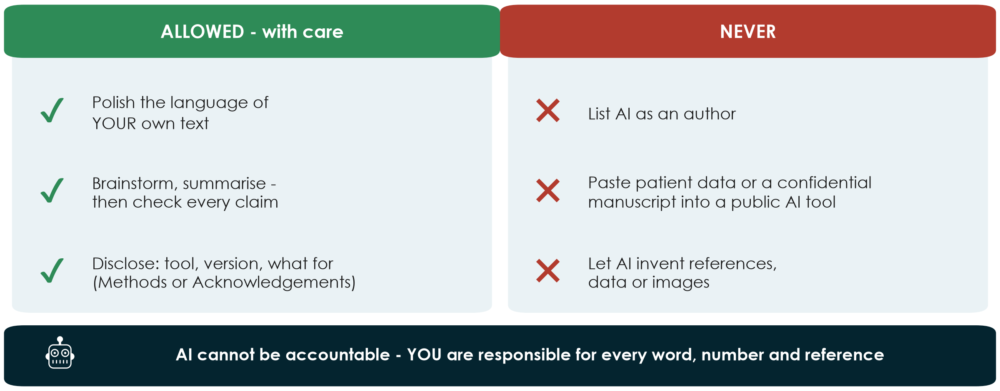 ALLOWED - with care
Polish the language of
YOUR own text
Brainstorm, summarise -
then check every claim
Disclose: tool, version, what for
(Methods or Acknowledgements)
NEVER
List AI as an author
Paste patient data or a confidential
manuscript into a public AI tool
Let AI invent references,
data or images
AI cannot be accountable - YOU are responsible for every word, number and reference